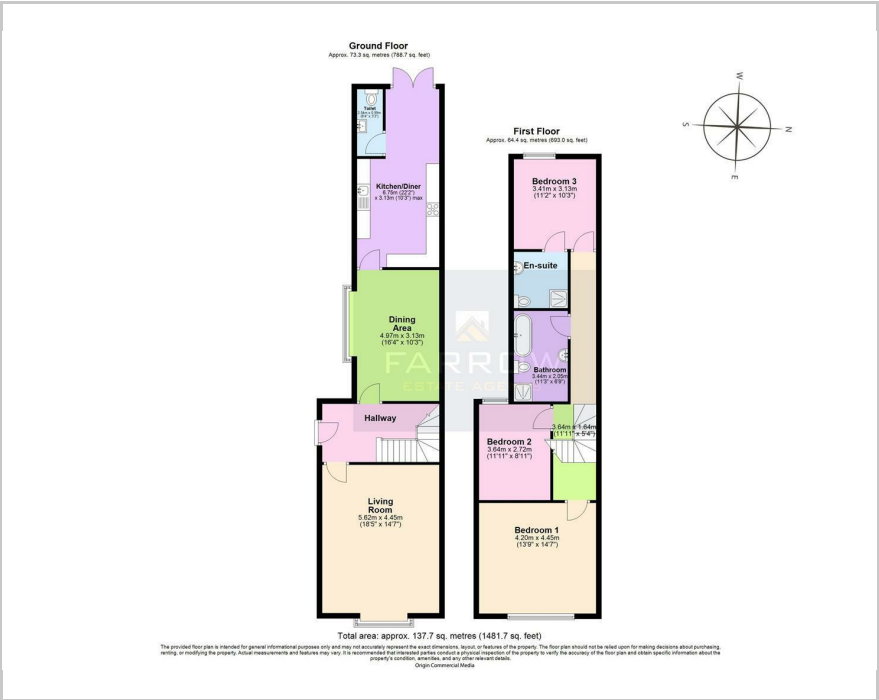 Ground Floor
Approx. 73.3 sq. metres (788.7 sq. feet)
Toilet
Kitchen/Diner
6.75m (22'2")
x 3.13m (10'3") max
Dining
Area
4.97m x 3.13m
(16'4" x 10'3")
Hallway
Living
Room
5.62m x 4.45m
(18'5" x 14'7")
First Floor
Approx. 64.4 sq. metres (693.0 sq. feet)
Bedroom 3
3.41m x 3.13m
(11'2" x 10'3")
En-suite
Bathroom
3.44m x 2.05m
(11'3" x 6'9")
3.64m x 1.64m
(11'11" x 5'4")
Bedroom 2
3.64m x 2.72m
(11'11" x 8'11")
Bedroom 1
4.20m x 4.45m
(13'9" x 14'7")
W
S
N
E
FARROW
ESTATE AGE
Total area: approx. 137.7 sq. metres (1481.7 sq. feet)
The provided floor plan is intended for general informational purposes only and may not accurately represent the exact dimensions, layout, or features of the property. The floor plan should not be relied upon for making decisions about purchasing,
renting, or modifying the property. Actual measurements and features may vary. It is recommended that interested parties conduct a physical inspection of the property to verify the accuracy of the floor plan and obtain specific information about the
property's condition, amenities, and any other relevant details.
Origin Commercial Media